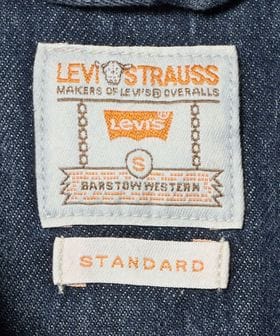 LEVI STRAUSS
MAKERS OF LEVI'S® OVERALLS
Levi's
S
BARSTOW WESTERN
STANDARD